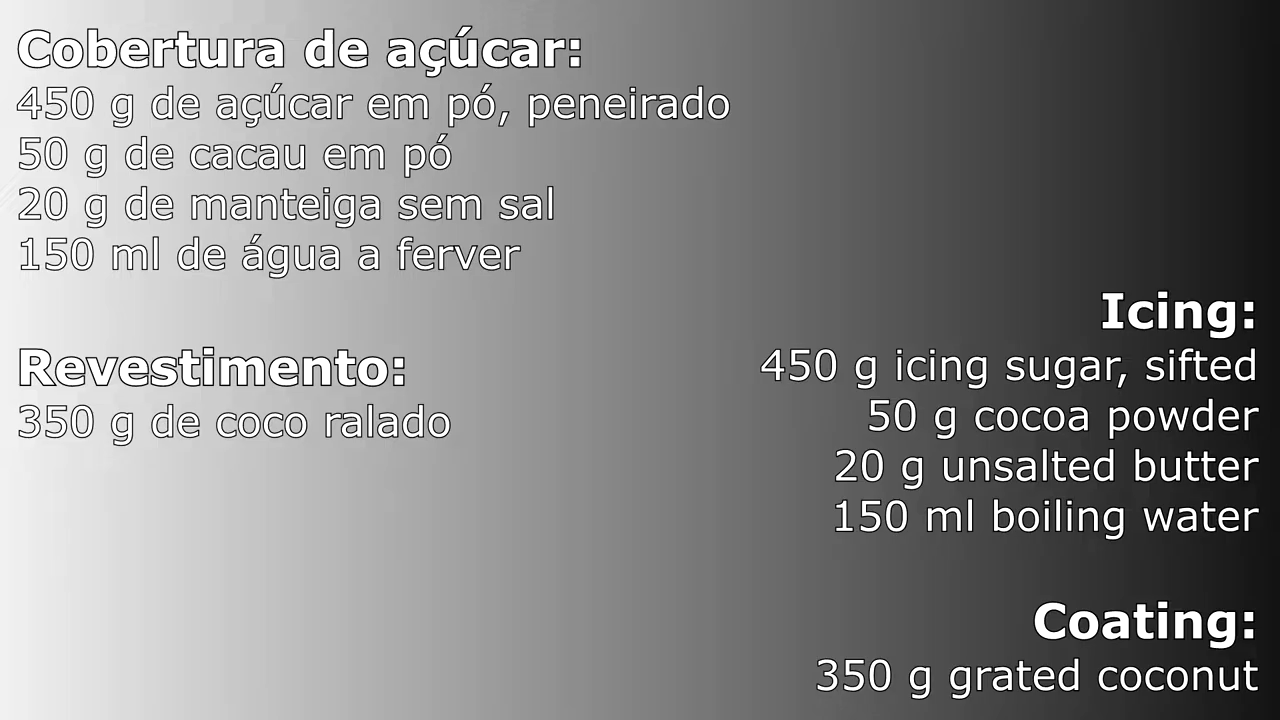 Cobertura de açúcar:
450 g de açúcar em pó, peneirado
50 g de cacau em pó
20 g de manteiga sem sal
150 ml de água a ferver
Revestimento:
350 g de coco ralado
Icing:
450 g icing sugar, sifted
50 g cocoa powder
20 g unsalted butter
150 ml boiling water
Coating:
350 g grated coconut